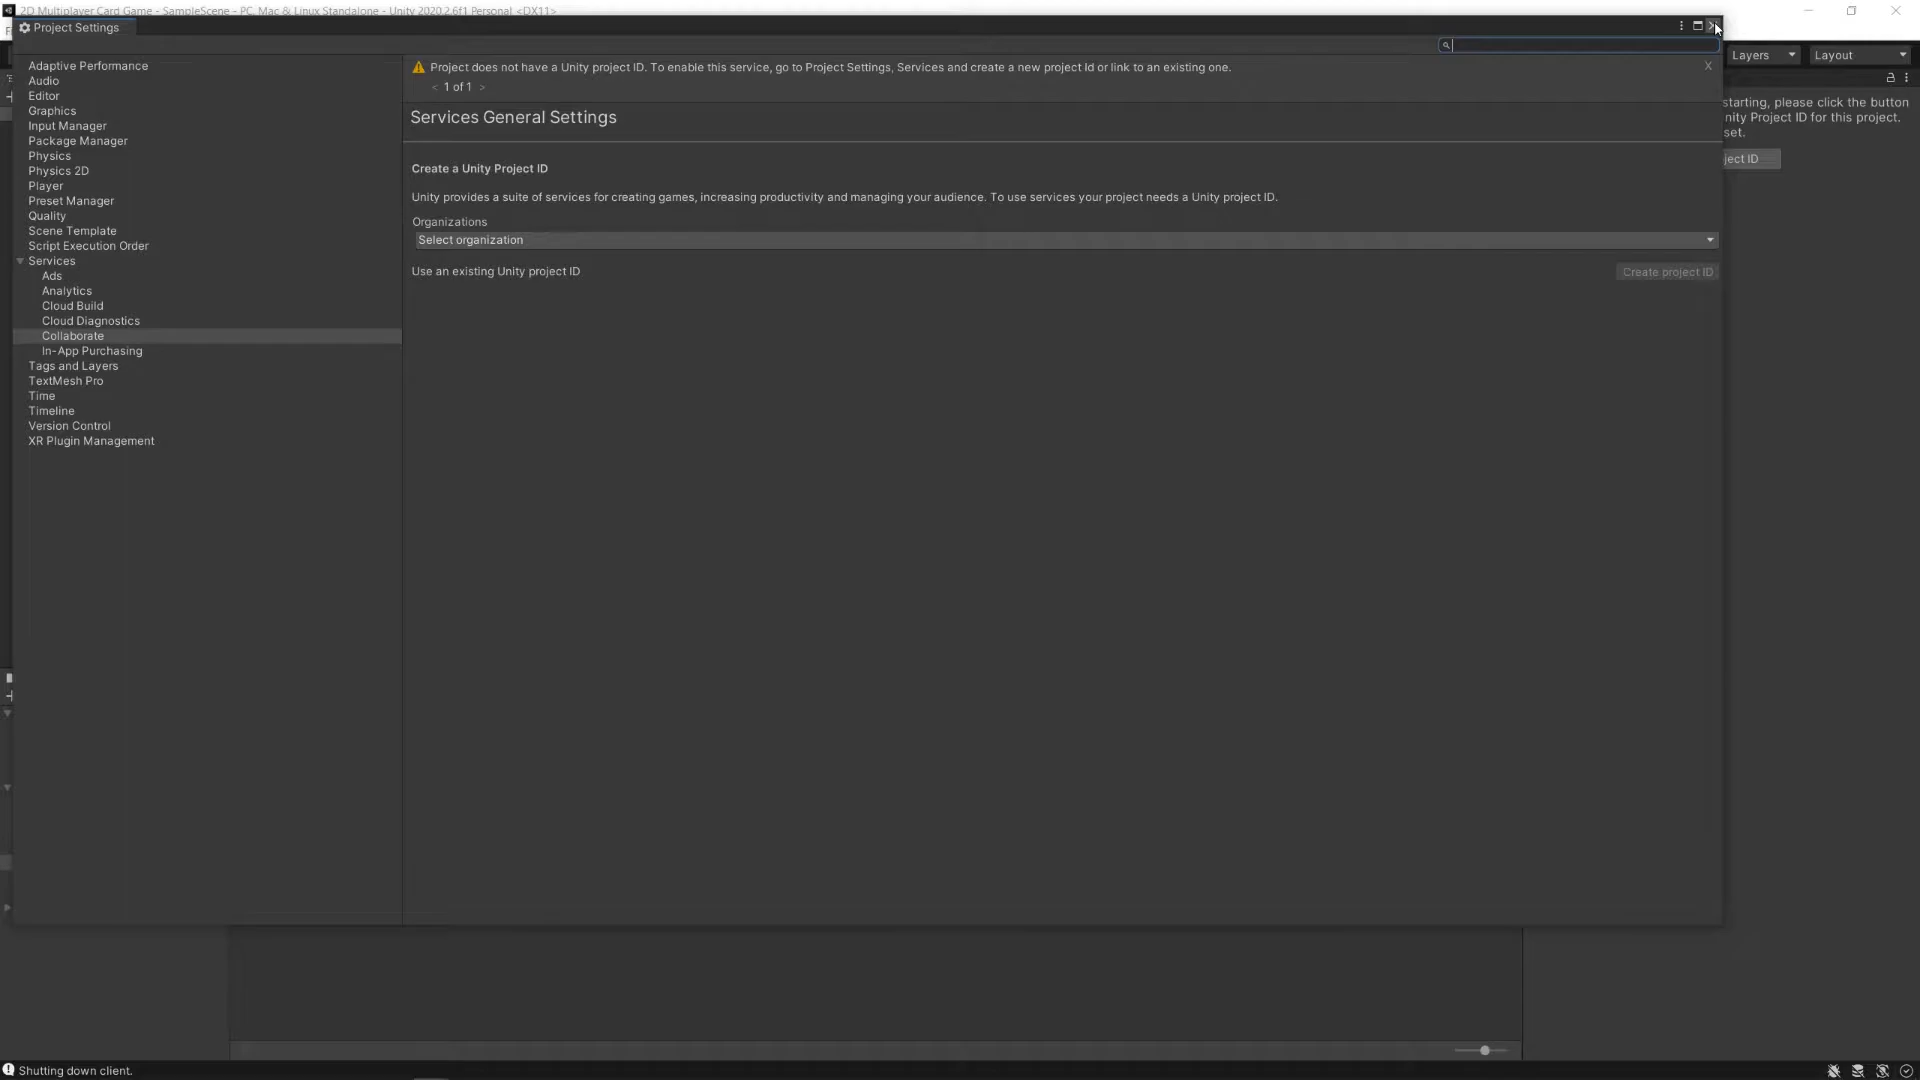 2D Multiplayer Card Game - SampleScene - PC, Mac & Linux Standalone - Unity 2020.2.6f1 Personal <DX11>
Project Settings
Layers
Layout
Adaptive Performance
Audio
Editor
Graphics
Input Manager
Package Manager
Physics
Physics 2D
Player
Preset Manager
Quality
Scene Template
Script Execution Order
Services
Ads
Analytics
Cloud Build
Cloud Diagnostics
Collaborate
In-App Purchasing
Tags and Layers
TextMesh Pro
Time
Timeline
Version Control
XR Plugin Management
Project does not have a Unity project ID. To enable this service, go to Project Settings, Services and create a new project Id or link to an existing one.
X
< 1 of 1 >
Services General Settings
Create a Unity Project ID
Unity provides a suite of services for creating games, increasing productivity and managing your audience. To use services your project needs a Unity project ID.
Organizations
Select organization
Use an existing Unity project ID
Create project ID
starting, please click the button
nity Project ID for this project.
set.
ject ID
Shutting down client.